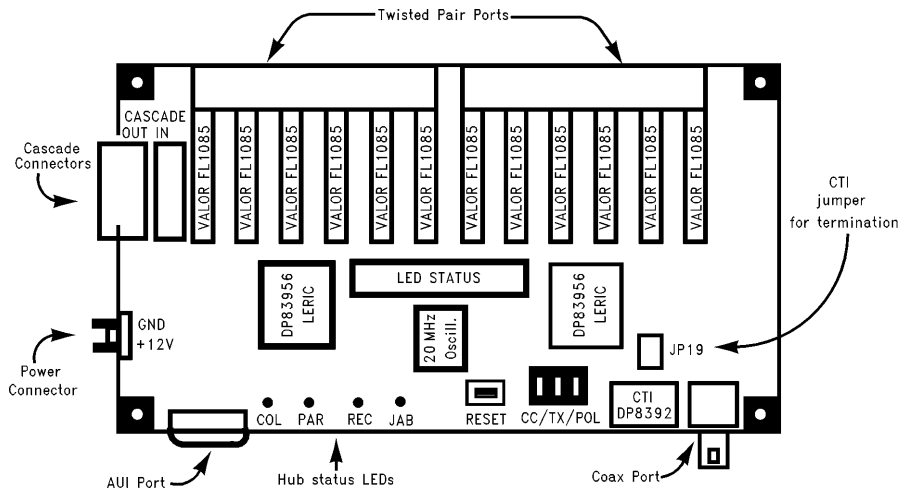 Twisted Pair Ports
CASCADE
OUT IN
Cascade
Connectors
VALOR FL1085
VALOR FL1085
VALOR FL1085
VALOR FL1085
VALOR FL1085
VALOR FL1085
VALOR FL1085
VALOR FL1085
VALOR FL1085
VALOR FL1085
VALOR FL1085
VALOR FL1085
CTI
jumper
for termination
LED STATUS
DP83956
LERIC
DP83956
LERIC
20 MHz
Oscill.
GND
+12V
Power
Connector
JP19
COL PAR REC JAB
RESET
CC/TX/POL
CTI
DP8392
AUI Port
Hub status LEDs
Coax Port